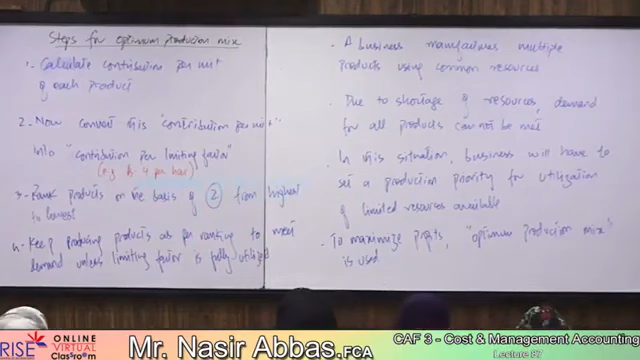 Steps for optimum production mix
1. Calculate contribution per unit
of each product
2- Now convert this "contribution per unit"
into "contribution per limiting factor"
(e.g Rs. 4 per hour)
3- Rank products on the basis of 2 from highest
to lowest
4. Keep producing products as per ranking to meet
demand unless limiting factor is fully utilized
. A business manufactures multiple
products using common resources
. Due to shortage of resources, demand
for all products can not be met
. In this situation, business will have to
set a production priority for utilization
of limited resources available
. To maximize profits, "optimum production mix"
is used
RISE
ONLINE
VIRTUAL
Classroom
Mr. Nasir Abbas.FCA
CAF 3 - Cost & Management Accounting
Lecture 87